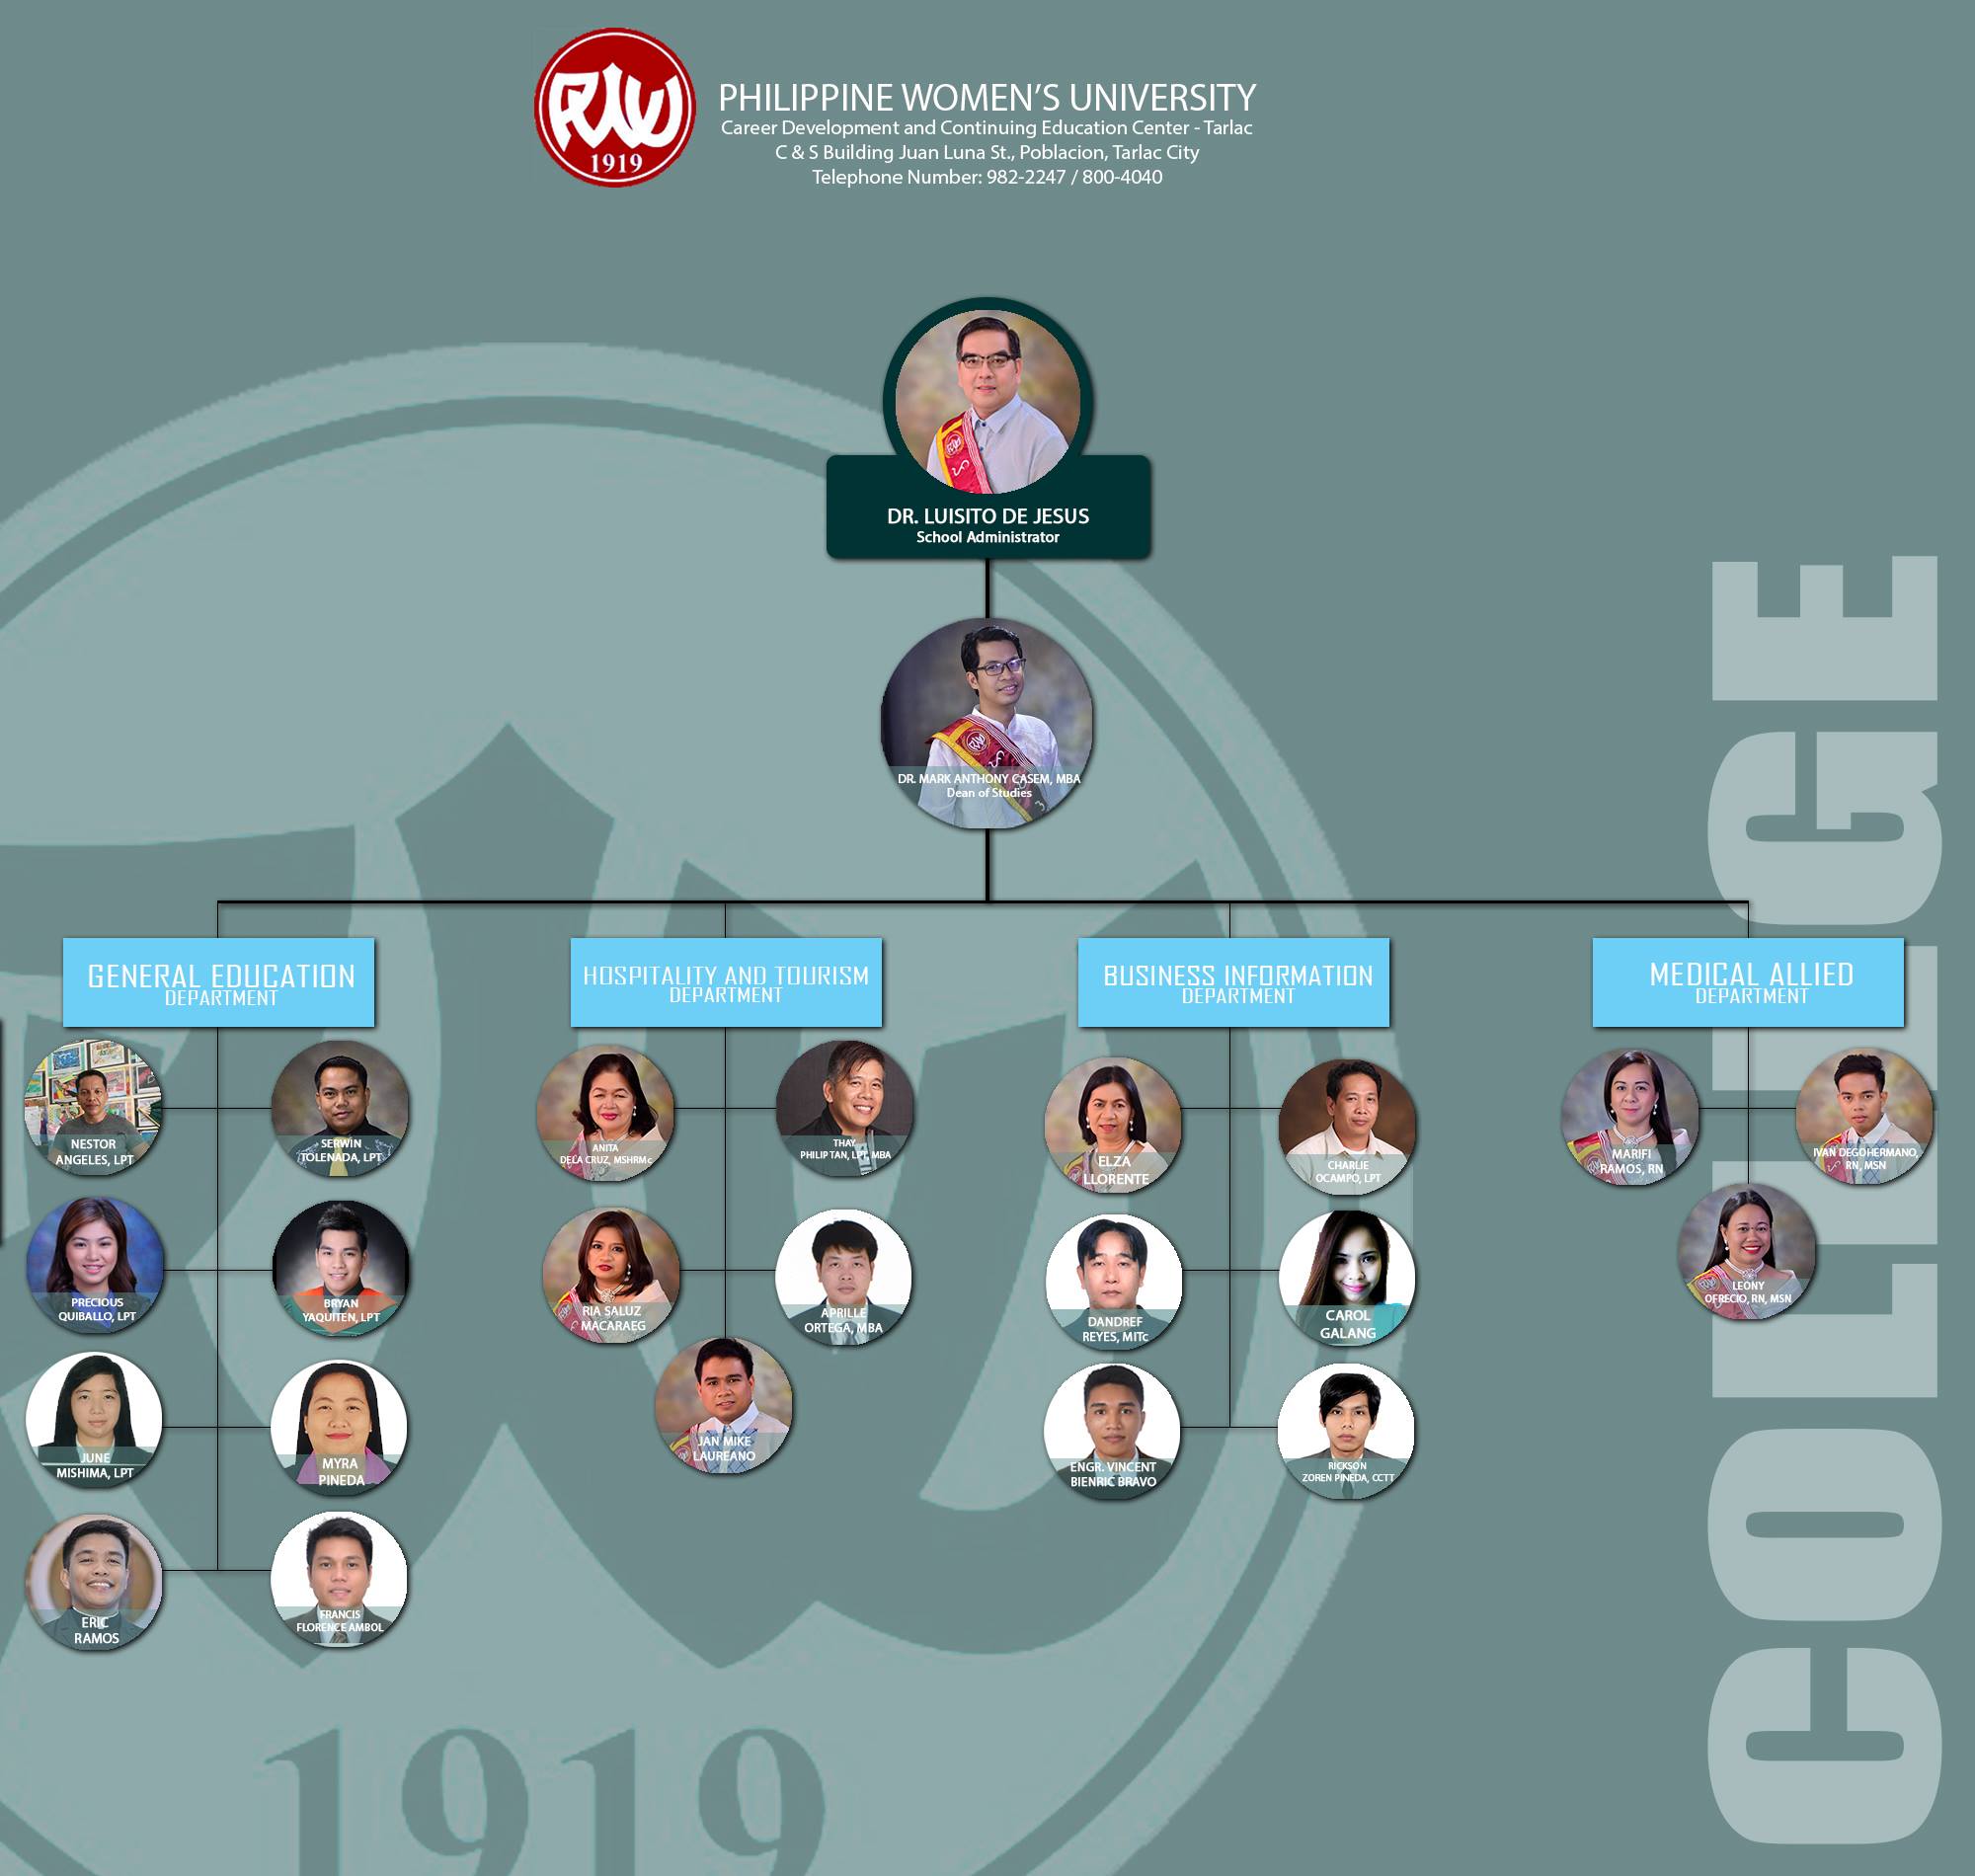 1919
PHILIPPINE WOMEN'S UNIVERSITY
Career Development and Continuing Education Center - Tarlac
C & S Building Juan Luna St., Poblacion, Tarlac City
Telephone Number: 982-2247 / 800-4040
DR. LUISITO DE JESUS
School Administrator
DR. MARK ANTHONY CASEM, MBA
Dean of Studies
GENERAL EDUCATION
DEPARTMENT
NESTOR
ANGELES, LPT
SERWIN
TOLENADA, LPT
PRECIOUS
QUIBALLO, LPT
BRYAN
YAQUITEN, LPT
JUNE
MISHIMA, LPT
MYRA
PINEDA
ERIC
RAMOS
FRANCIS
FLORENCE AMBOL
HOSPITALITY AND TOURISM
DEPARTMENT
ANITA
DELA CRUZ, MSHRMc
THAY
PHILIP TAN, LPT, MBA
RIA SALUZ
MACARAEG
APRILLE
ORTEGA, MBA
JAN MIKE
LAUREANO
BUSINESS INFORMATION
DEPARTMENT
ELZA
LLORENTE
CHARLIE
OCAMPO, LPT
DANDREF
REYES, MITc
CAROL
GALANG
ENGR. VINCENT
BIENRIC BRAVO
RICKSON
ZOREN PINEDA, CCTT
MEDICAL ALLIED
DEPARTMENT
MARIFI
RAMOS, RN
IVAN DEGOHERMANO,
RN, MSN
LEONY
OFRECIO, RN, MSN
COLLEGE
1919